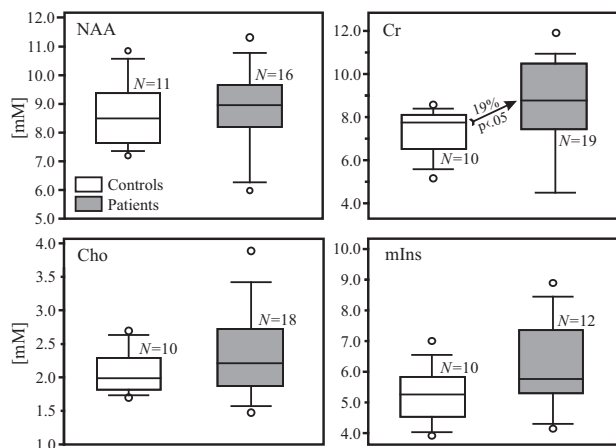 NAA
12.0
11.0
10.0
9.0
8.0
7.0
6.0
5.0
[mM]
N=11
N=16
Controls
Patients
Cr
12.0
10.0
8.0
6.0
4.0
19%
p<.05
N=10
N=19
Cho
4.0
3.5
3.0
2.5
2.0
1.5
1.0
[mM]
N=10
N=18
mIns
10.0
9.0
8.0
7.0
6.0
5.0
4.0
N=10
N=12